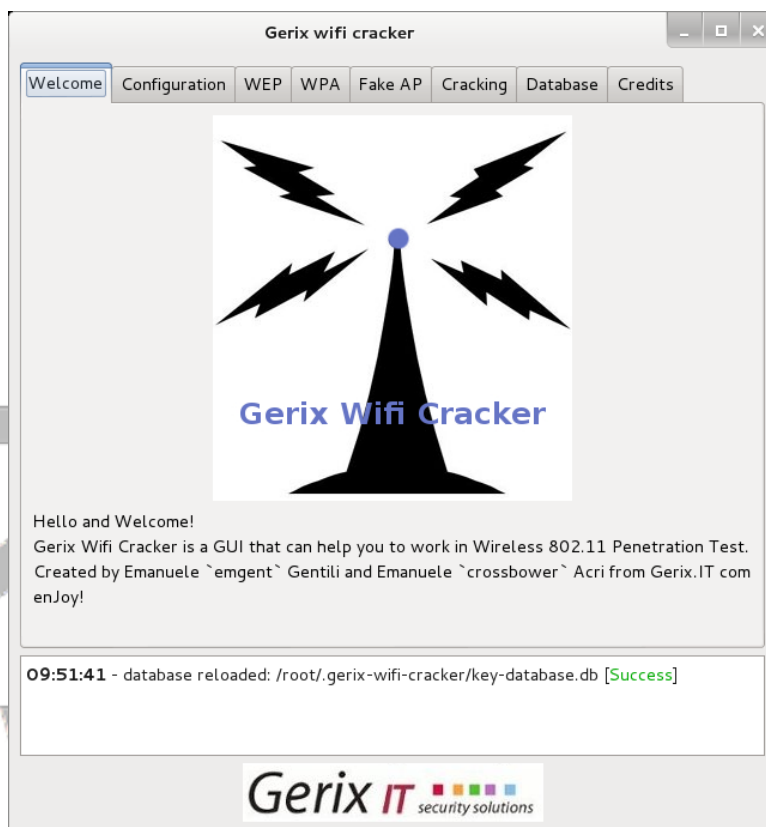 Gerix wifi cracker
Welcome Configuration WEP WPA Fake AP Cracking Database Credits
Gerix Wifi Cracker
Hello and Welcome!
Gerix Wifi Cracker is a GUI that can help you to work in Wireless 802.11 Penetration Test.
Created by Emanuele `emgent` Gentili and Emanuele `crossbower` Acri from Gerix.IT com
enJoy!
09:51:41 - database reloaded: /root/.gerix-wifi-cracker/key-database.db [Success]
Gerix IT security solutions